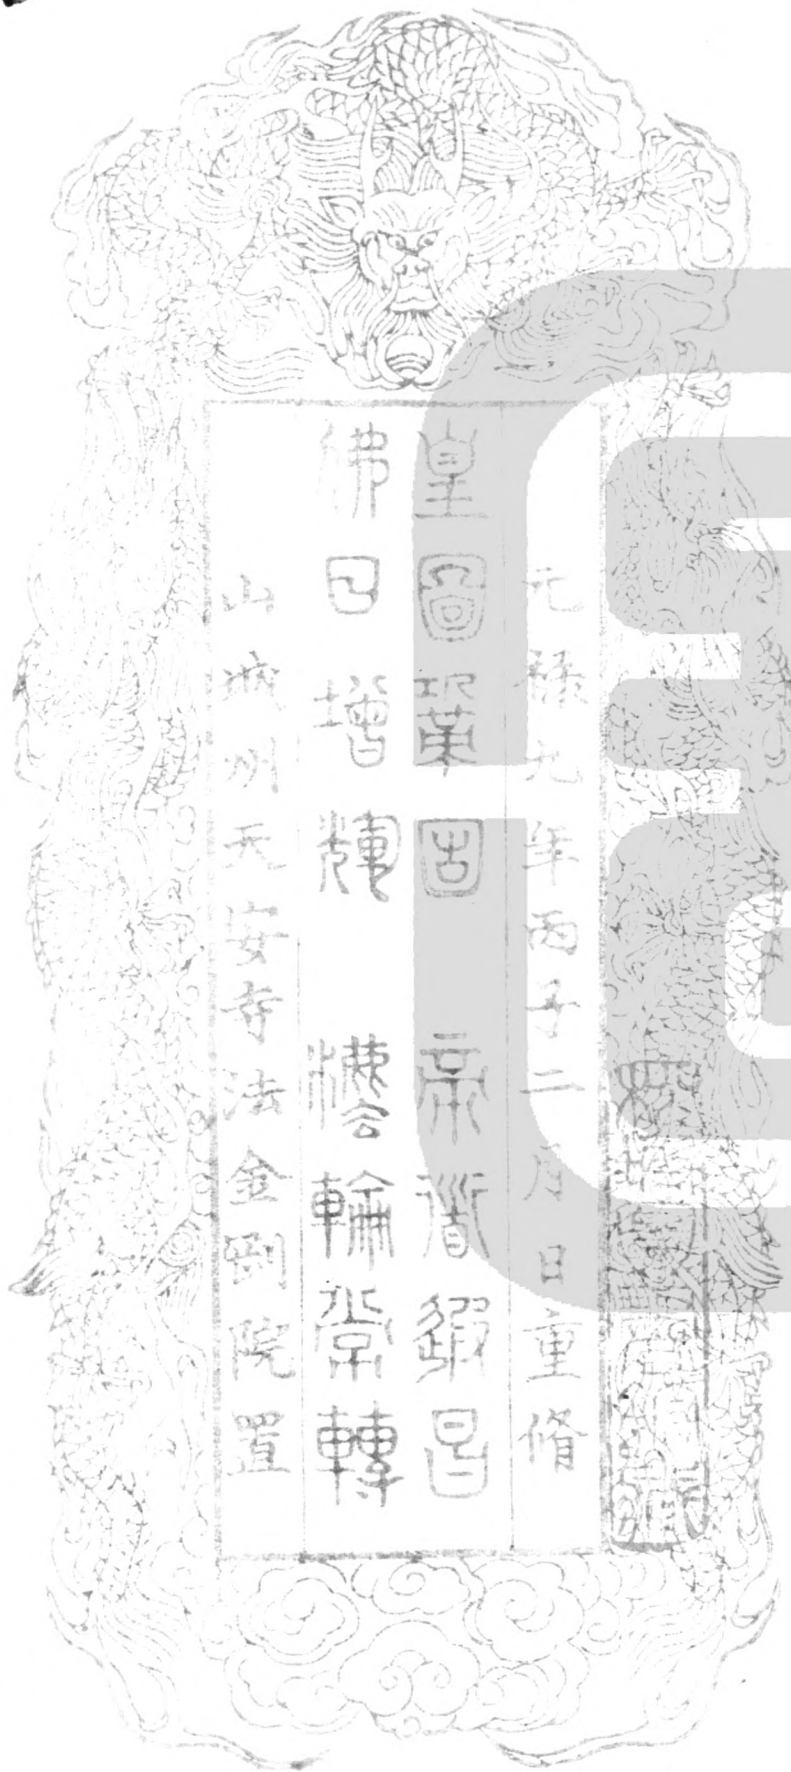 元祿九年丙子二月日重脩
皇圖鞏固　帝道遐昌
佛日增輝　法輪常轉
山城州天安寺法金剛院置